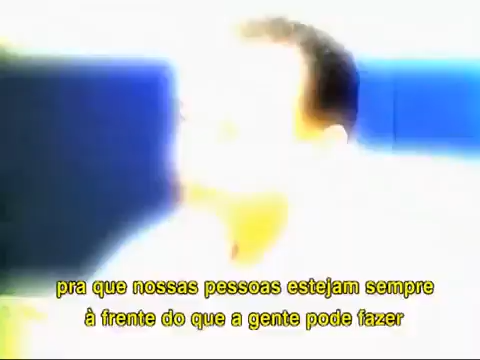 pra que nossas pessoas estejam sempre
à frente do que a gente pode fazer